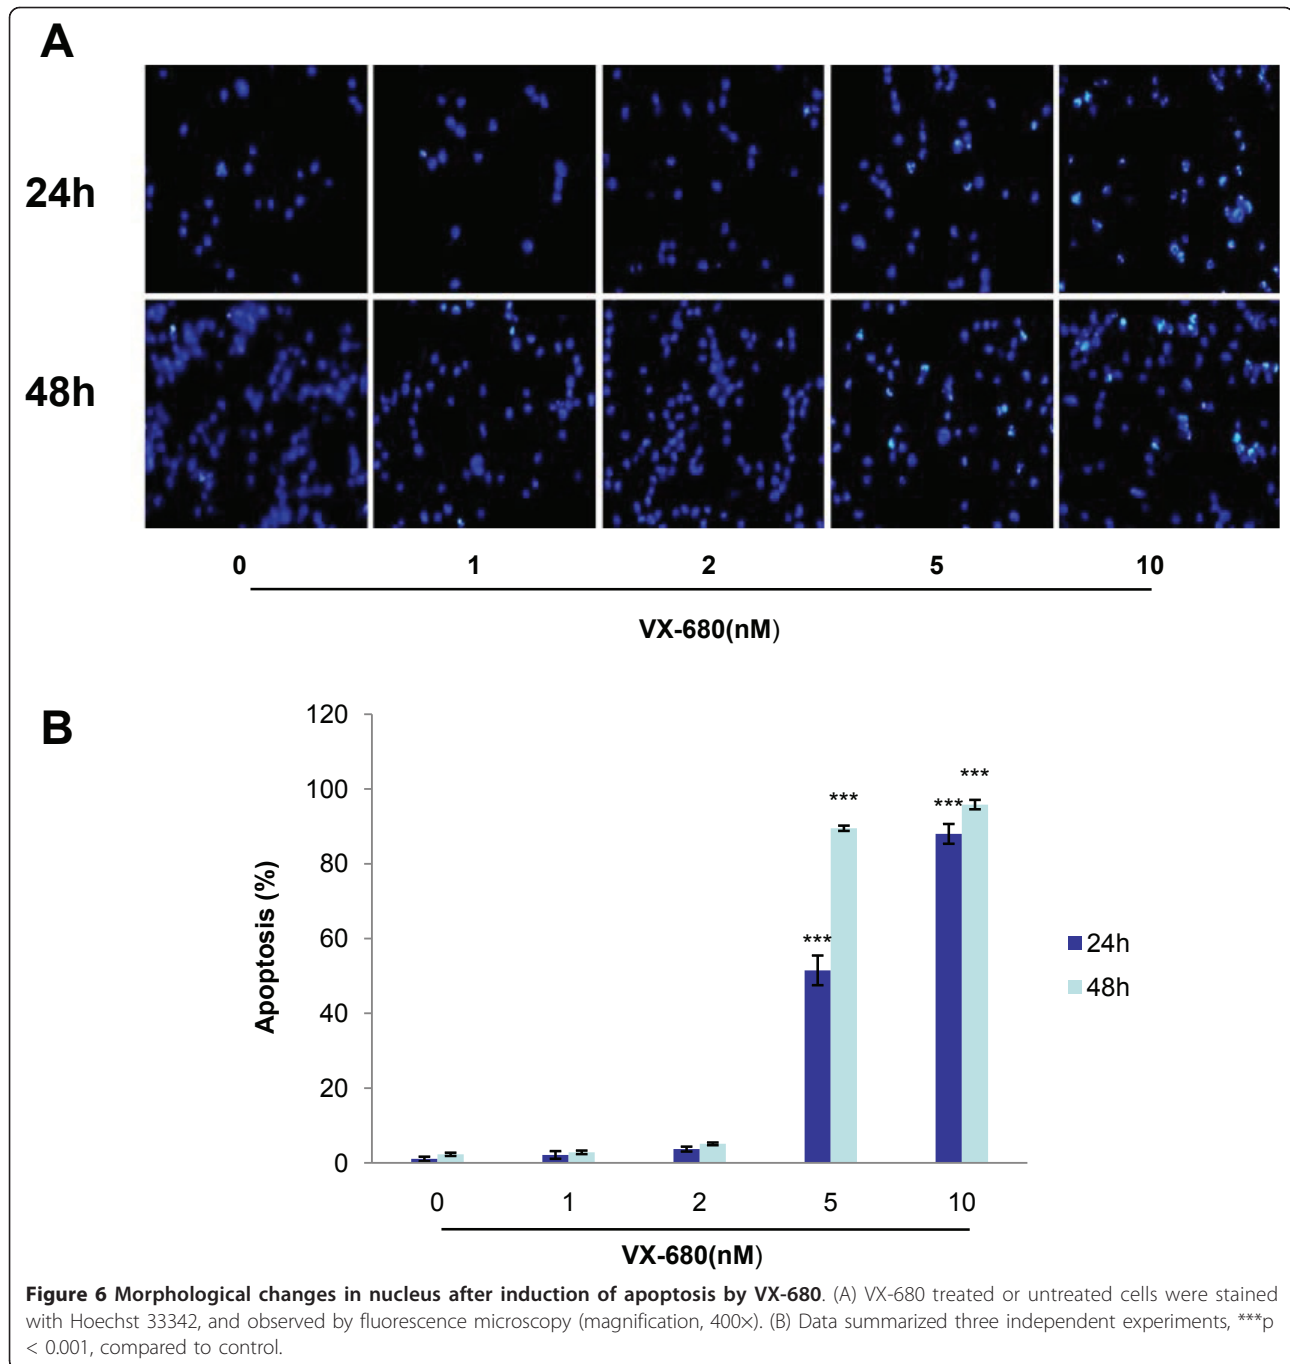 A
24h
48h
0 1 2 5 10
VX-680(nM)
B
120
100
80
60
40
20
0
Apoptosis (%)
***
***
***
***
24h
48h
0 1 2 5 10
VX-680(nM)
Figure 6 Morphological changes in nucleus after induction of apoptosis by VX-680. (A) VX-680 treated or untreated cells were stained
with Hoechst 33342, and observed by fluorescence microscopy (magnification, 400×). (B) Data summarized three independent experiments, ***p
< 0.001, compared to control.